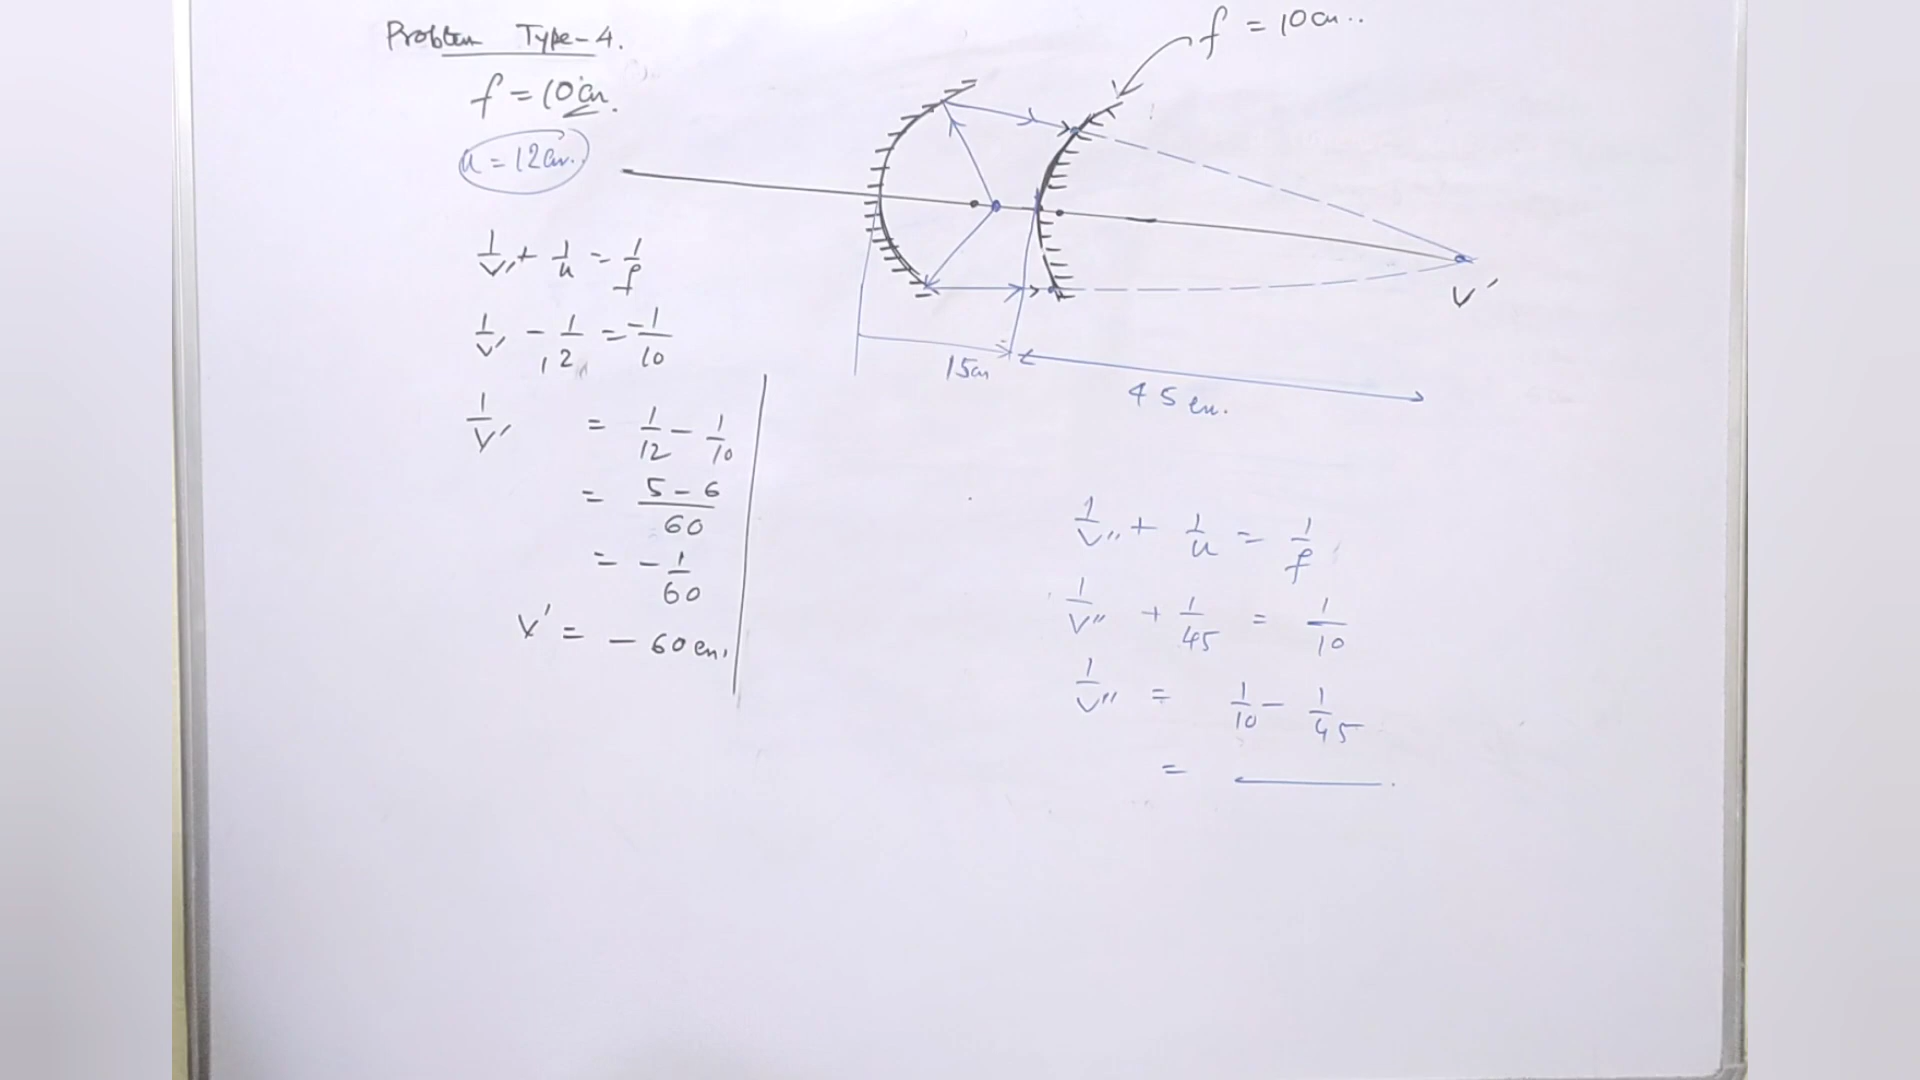 Problem Type-4.
f = 10cm.
u = 12cm.
1/v' + 1/u = 1/f
1/v' - 1/12 = -1/10
1/v' = 1/12 - 1/10
= 5-6/60
= -1/60
v' = -60cm.
f = 10cm..
v'
15cm
45cm.
1/v'' + 1/u = 1/f
1/v'' + 1/45 = 1/10
1/v'' = 1/10 - 1/45
=